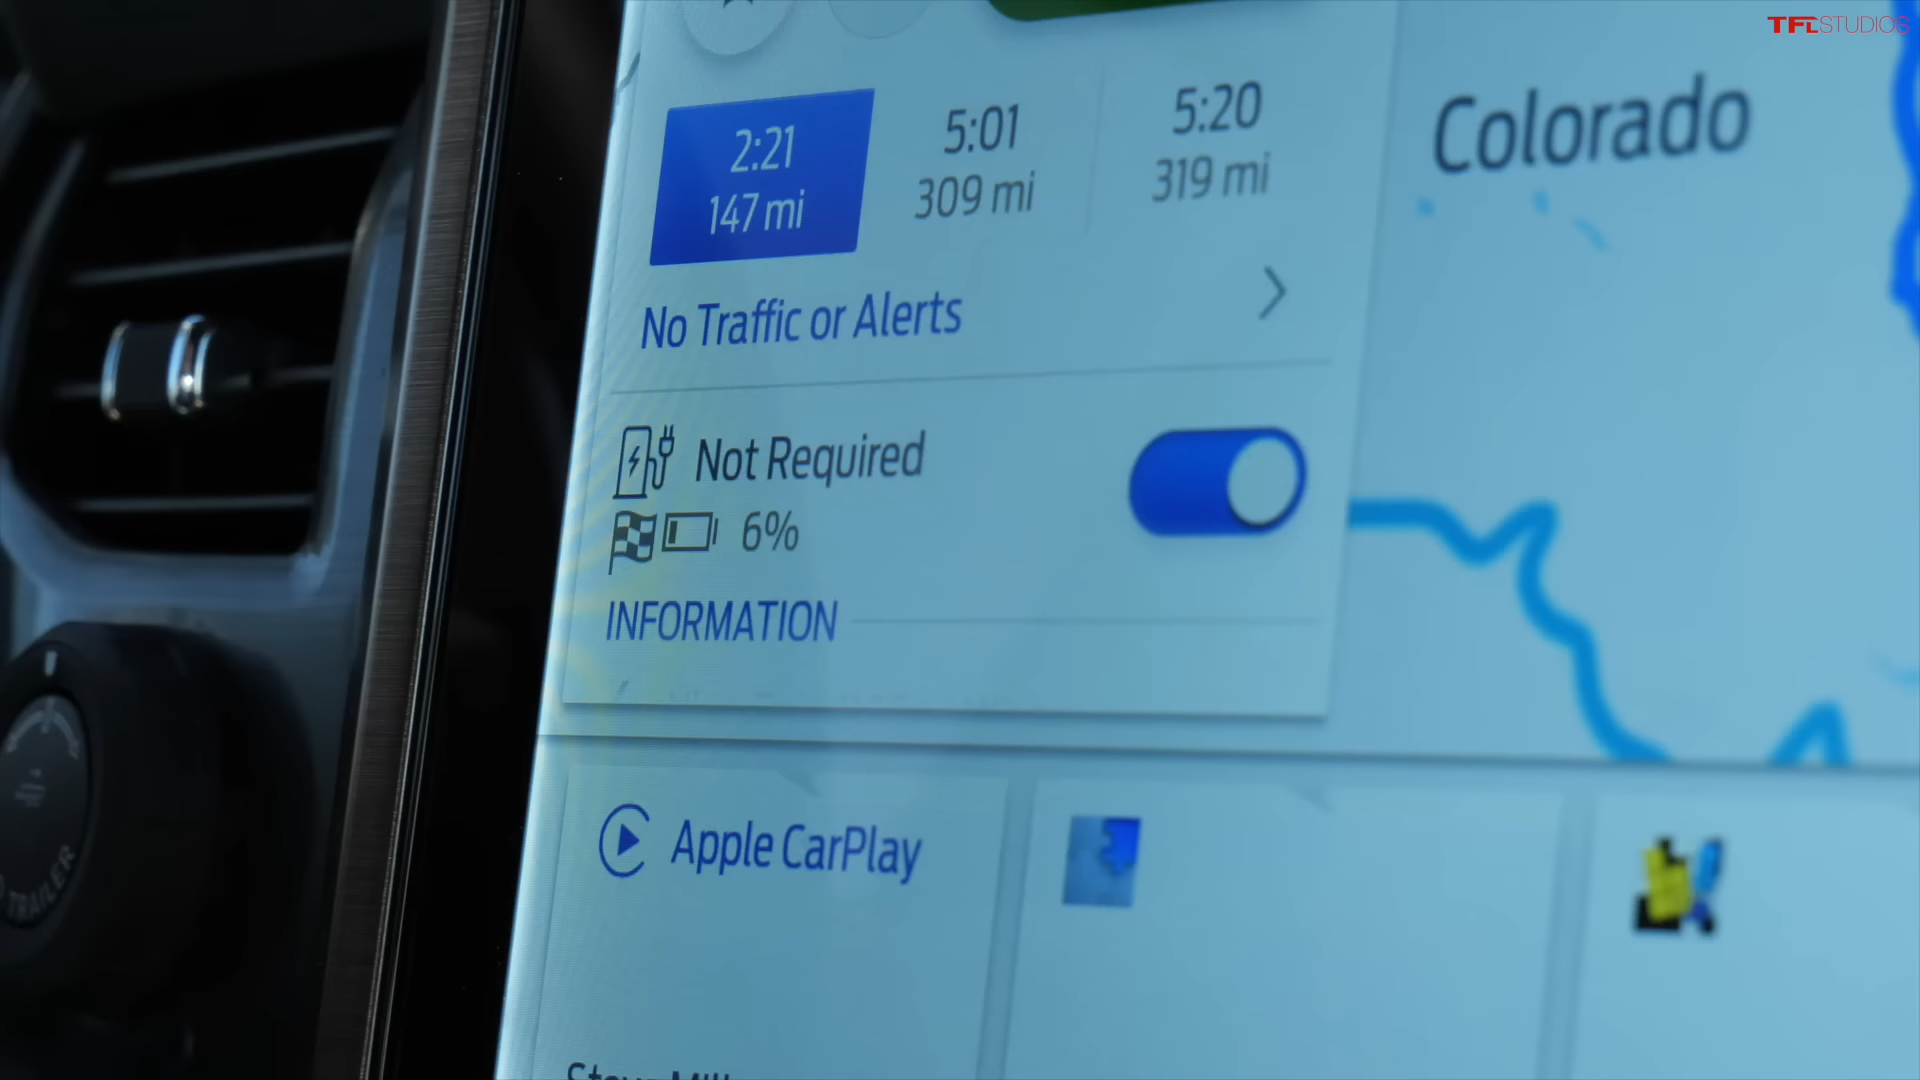 TFLSTUDIOS
2:21
147 mi
5:01
309 mi
5:20
319 mi
Colorado
No Traffic or Alerts
Not Required
6%
INFORMATION
Apple CarPlay
TRAILER